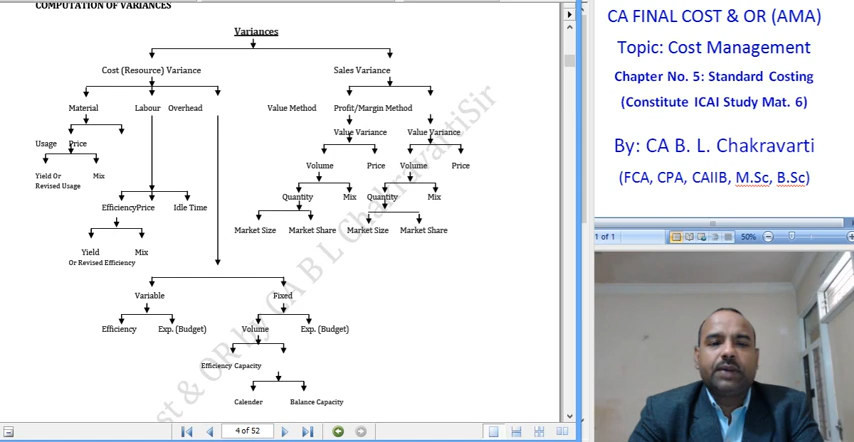 COMPUTATION OF VARIANCES
Variances
Cost (Resource) Variance
Sales Variance
Material
Labour
Overhead
Value Method
Profit/Margin Method
Value Variance
Value Variance
Usage
Price
Volume
Price
Volume
Price
Yield Or
Revised Usage
Mix
Quantity
Mix
Quantity
Mix
Efficiency
Price
Idle Time
Market Size
Market Share
Market Size
Market Share
Yield
Or Revised Efficiency
Mix
Variable
Fixed
Efficiency
Exp. (Budget)
Volume
Exp. (Budget)
Efficiency
Capacity
Calender
Balance Capacity
st & OR by CA B L ChakravartiSir
4 of 52
CA FINAL COST & OR (AMA)
Topic: Cost Management
Chapter No. 5: Standard Costing
(Constitute ICAI Study Mat. 6)
By: CA B. L. Chakravarti
(FCA, CPA, CAIIB, M.Sc, B.Sc)
1 of 1
50%